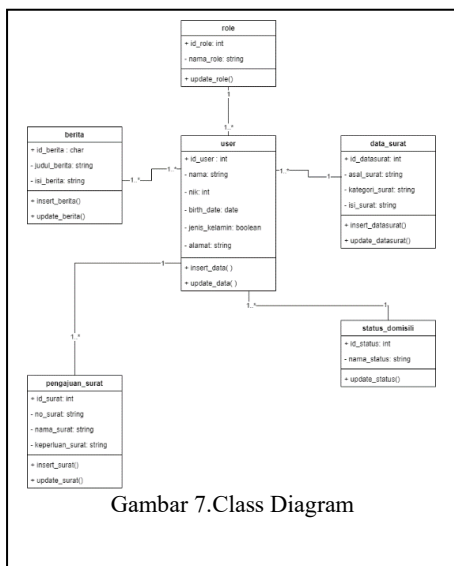 role
+ id_role: int
- nama_role: string
+ update_role()
1
1..*
berita
+ id_berita : char
- judul_berita: string
- isi_berita: string
+ insert_berita()
+ update_berita()
1..*
1..*
user
+ id_user : int
- nama: string
- nik: int
- birth_date: date
- jenis_kelamin: boolean
- alamat: string
+ insert_data( )
+ update_data( )
1..*
1
data_surat
+ id_datasurat: int
- asal_surat: string
- kategori_surat: string
- isi_surat: string
+ insert_datasurat()
+ update_datasurat()
1
1..*
1..*
1
status_domisili
+ id_status: int
- nama_status: string
+ update_status()
pengajuan_surat
+ id_surat: int
- no_surat: string
- nama_surat: string
- keperluan_surat: string
+ insert_surat()
+ update_surat()
Gambar 7.Class Diagram